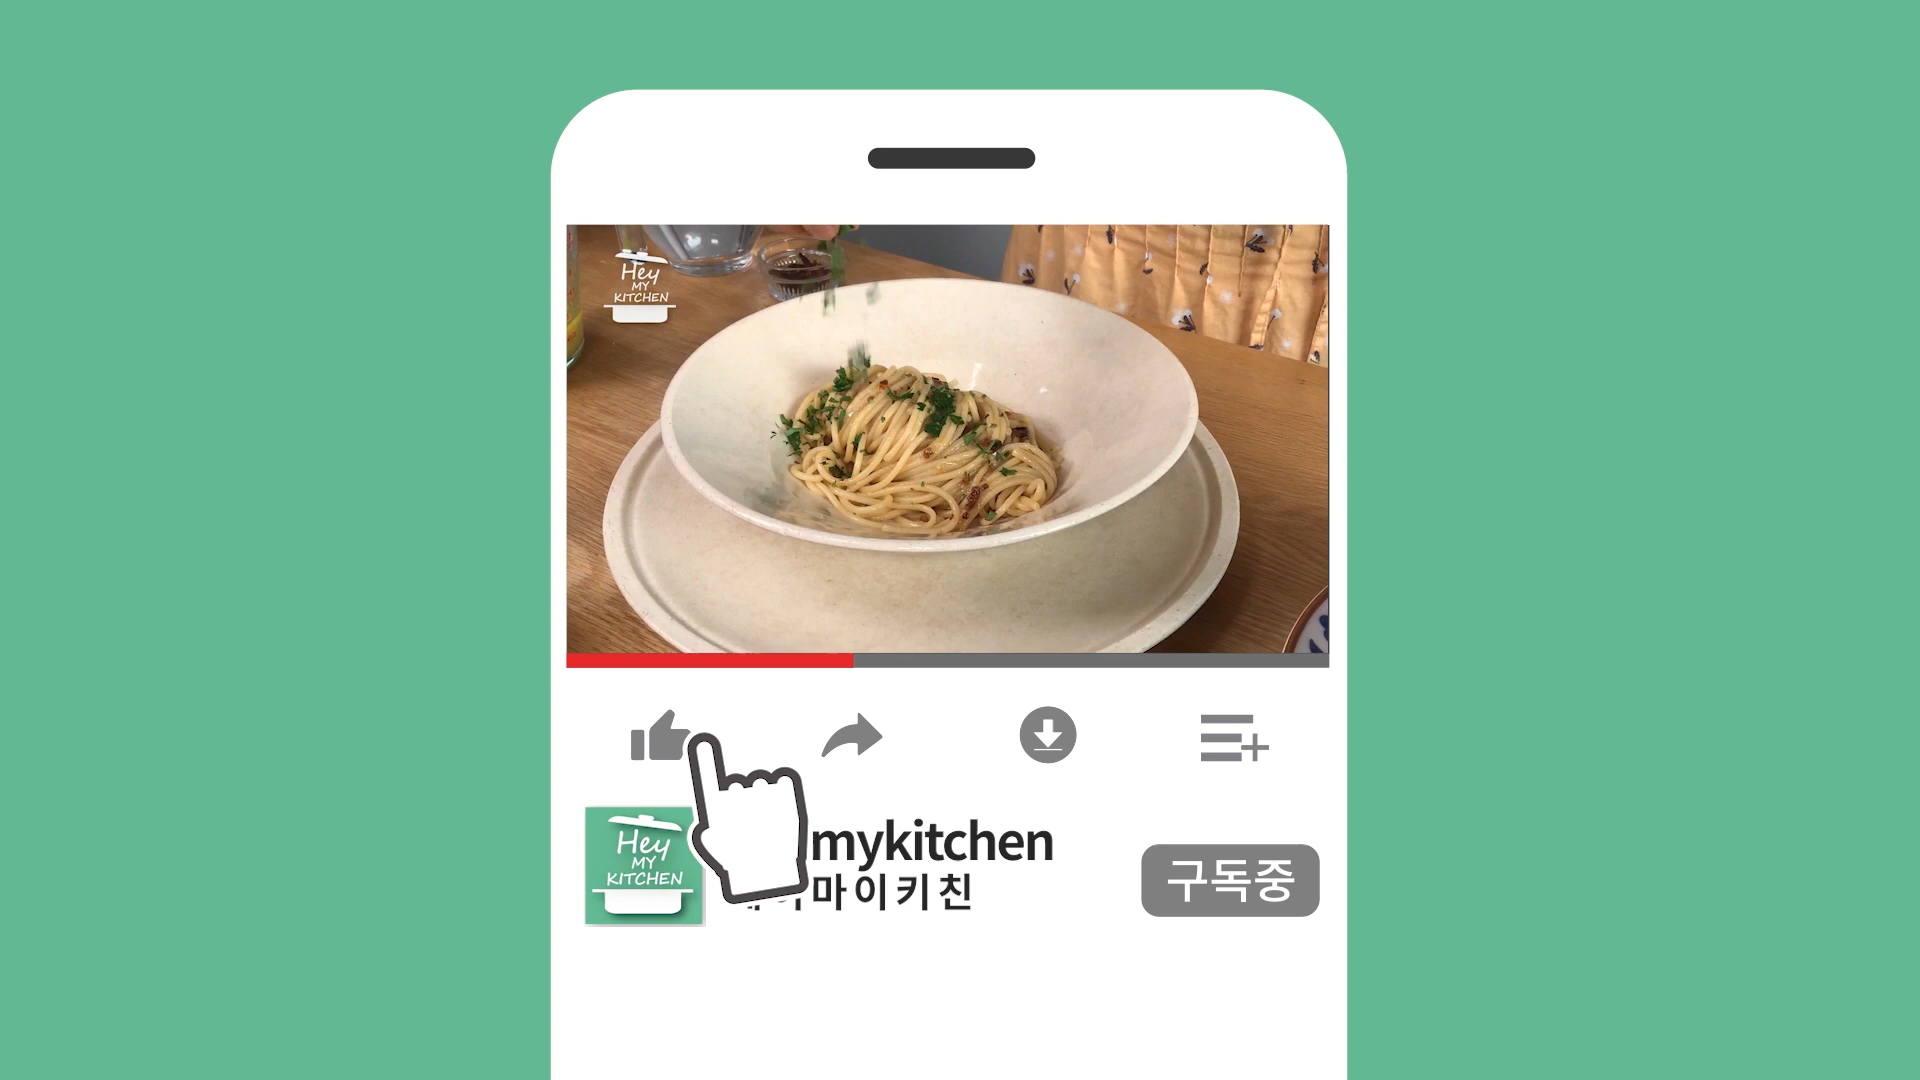 Hey
MY
KITCHEN
Hey
MY
KITCHEN
mykitchen
마이키친
구독중